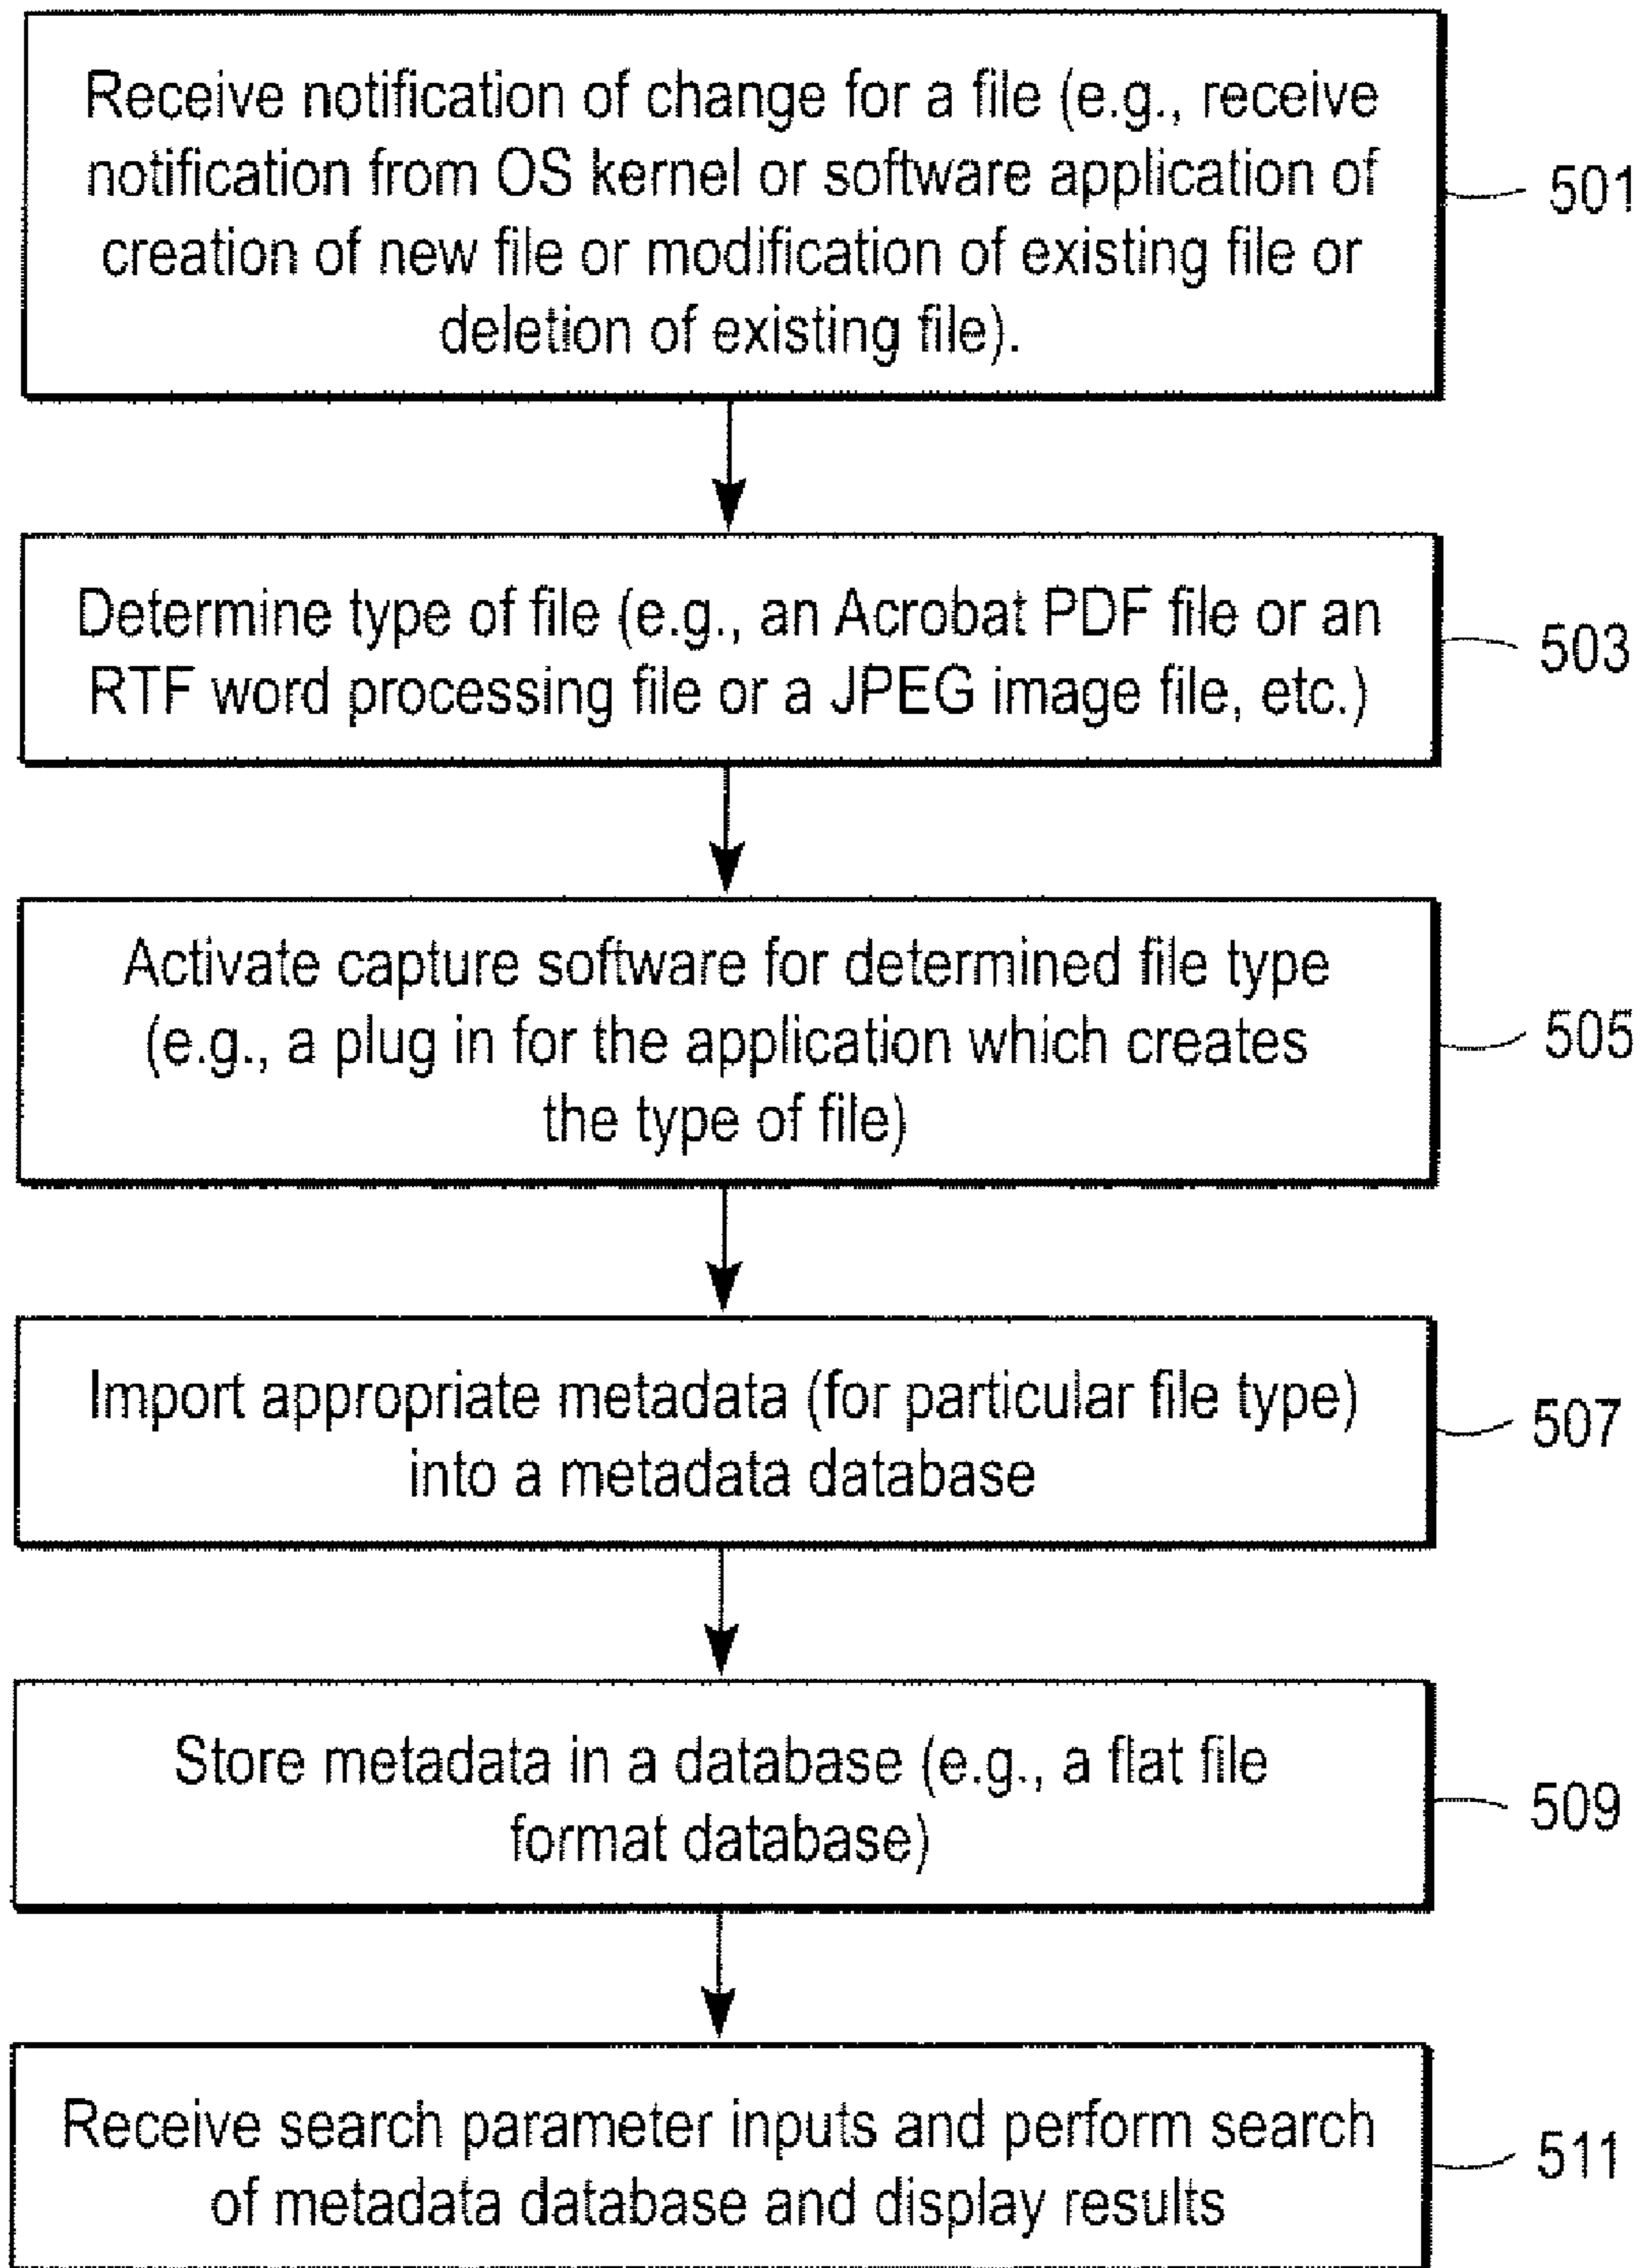 Receive notification of change for a file (e.g., receive
notification from OS kernel or software application of
creation of new file or modification of existing file or
deletion of existing file).
501
Determine type of file (e.g., an Acrobat PDF file or an
RTF word processing file or a JPEG image file, etc.)
503
Activate capture software for determined file type
(e.g., a plug in for the application which creates
the type of file)
505
Import appropriate metadata (for particular file type)
into a metadata database
507
Store metadata in a database (e.g., a flat file
format database)
509
Receive search parameter inputs and perform search
of metadata database and display results
511